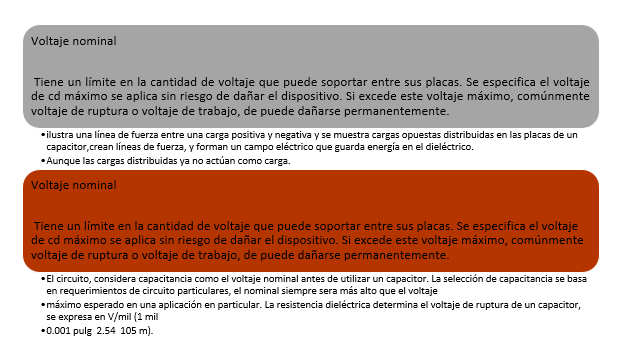 Voltaje nominal
Tiene un límite en la cantidad de voltaje que puede soportar entre sus placas. Se especifica el voltaje
de cd máximo se aplica sin riesgo de dañar el dispositivo. Si excede este voltaje máximo, comúnmente
voltaje de ruptura o voltaje de trabajo, de puede dañarse permanentemente.
•ilustra una línea de fuerza entre una carga positiva y negativa y se muestra cargas opuestas distribuidas en las placas de un
capacitor,crean líneas de fuerza, y forman un campo eléctrico que guarda energía en el dieléctrico.
•Aunque las cargas distribuidas ya no actúan como carga.
Voltaje nominal
Tiene un límite en la cantidad de voltaje que puede soportar entre sus placas. Se especifica el voltaje
de cd máximo se aplica sin riesgo de dañar el dispositivo. Si excede este voltaje máximo, comúnmente
voltaje de ruptura o voltaje de trabajo, de puede dañarse permanentemente.
•El circuito, considera capacitancia como el voltaje nominal antes de utilizar un capacitor. La selección de capacitancia se basa
en requerimientos de circuito particulares, el nominal siempre sera más alto que el voltaje
•máximo esperado en una aplicación en particular. La resistencia dieléctrica determina el voltaje de ruptura de un capacitor,
se expresa en V/mil (1 mil
•0.001 pulg 2.54 105 m).